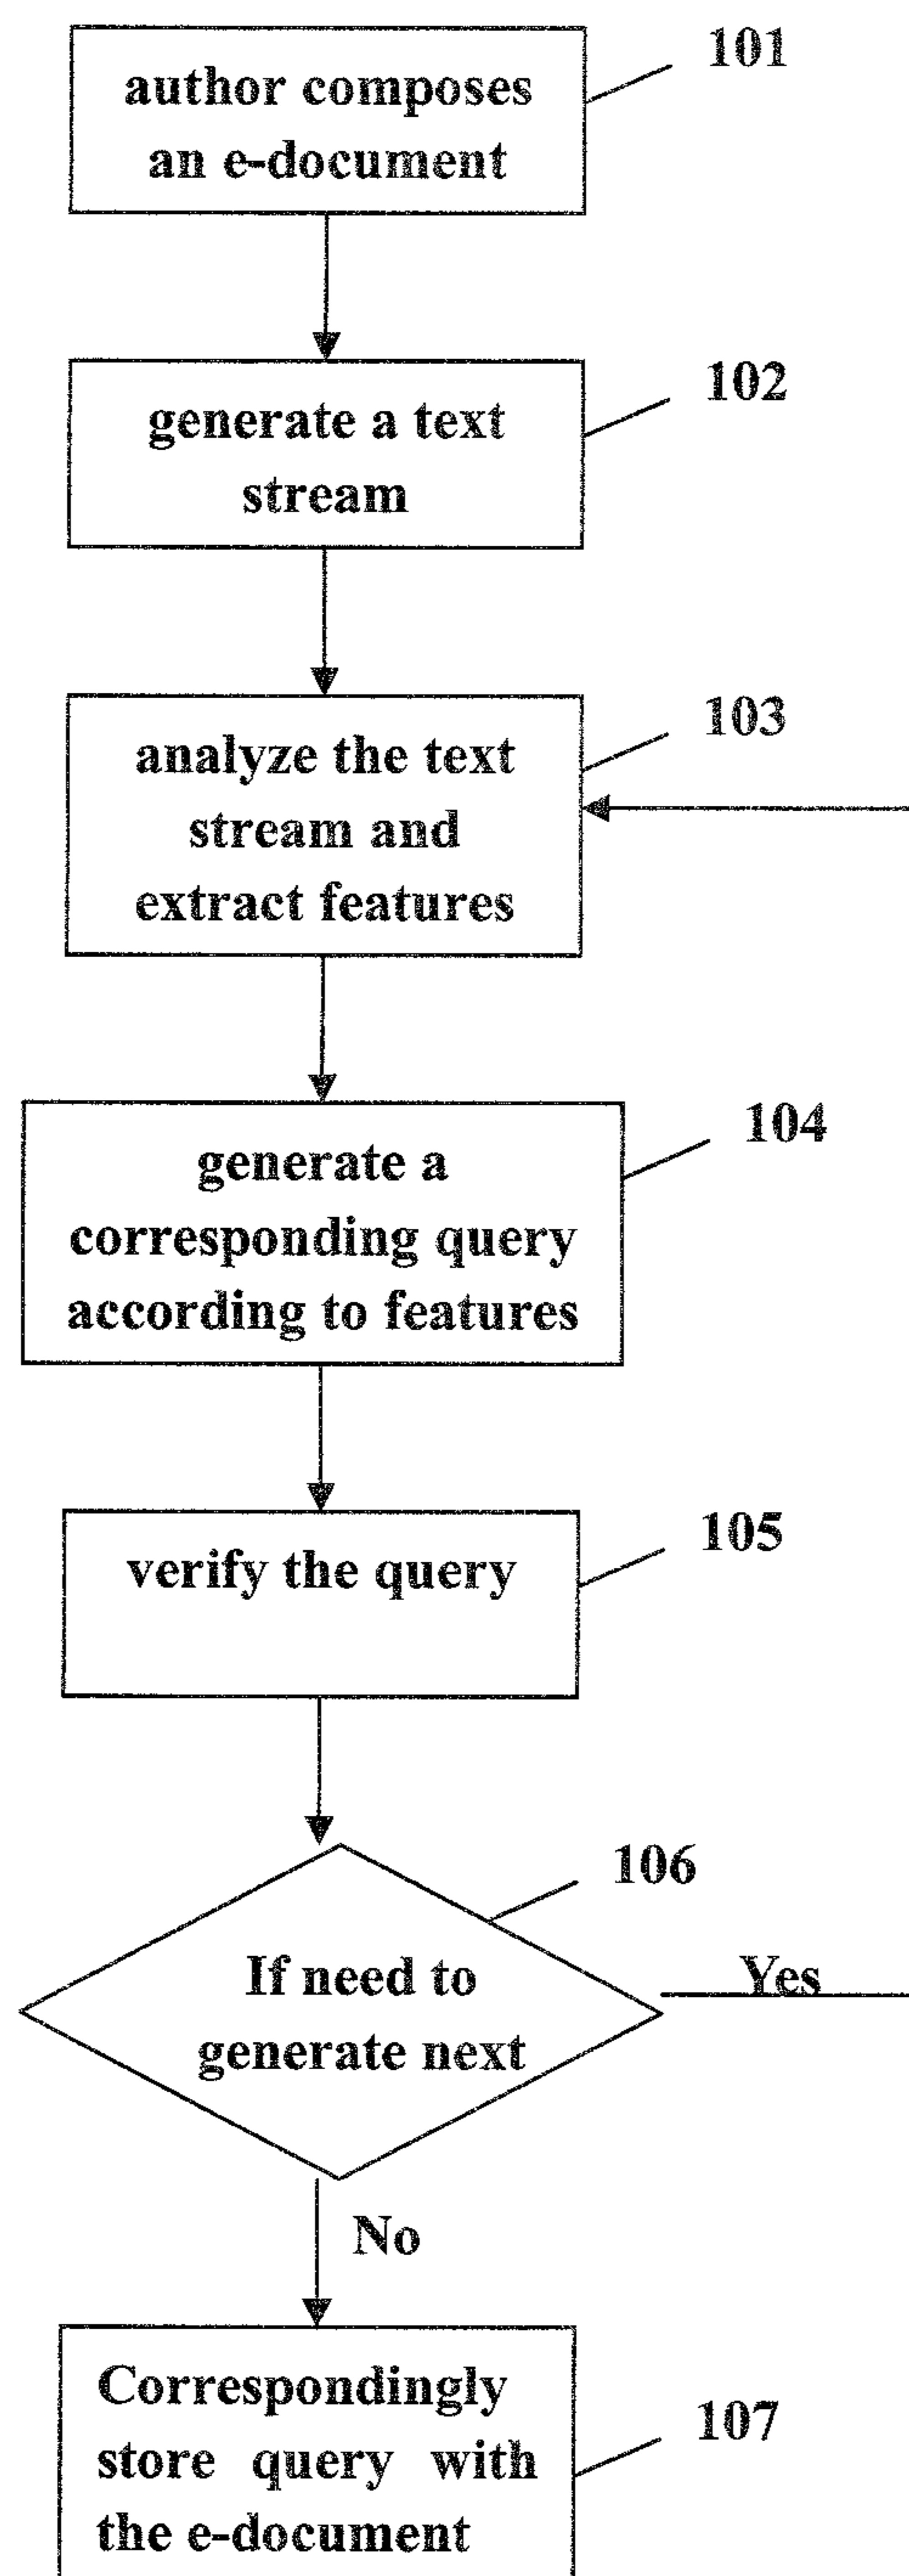 101
author composes
an e-document
102
generate a text
stream
103
analyze the text
stream and
extract features
104
generate a
corresponding query
according to features
105
verify the query
106
If need to
generate next
Yes
No
Correspondingly
store query with
the e-document
107